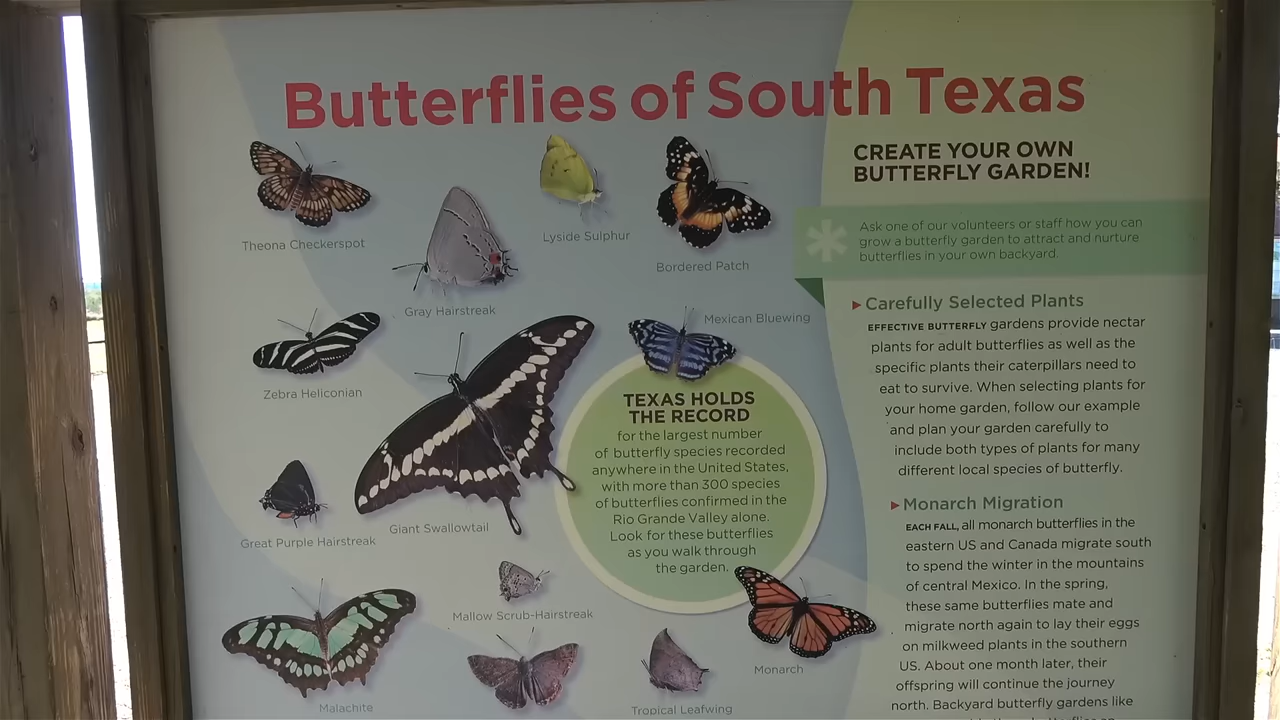 Butterflies of South Texas
Theona Checkerspot
Gray Hairstreak
Lyside Sulphur
Bordered Patch
Zebra Heliconian
Mexican Bluewing
Giant Swallowtail
Great Purple Hairstreak
Mallow Scrub-Hairstreak
Malachite
Tropical Leafwing
Monarch
TEXAS HOLDS
THE RECORD
for the largest number
of butterfly species recorded
anywhere in the United States,
with more than 300 species
of butterflies confirmed in the
Rio Grande Valley alone.
Look for these butterflies
as you walk through
the garden.
CREATE YOUR OWN
BUTTERFLY GARDEN!
Ask one of our volunteers or staff how you can
grow a butterfly garden to attract and nurture
butterflies in your own backyard.
Carefully Selected Plants
EFFECTIVE BUTTERFLY gardens provide nectar
plants for adult butterflies as well as the
specific plants their caterpillars need to
eat to survive. When selecting plants for
your home garden, follow our example
and plan your garden carefully to
include both types of plants for many
different local species of butterfly.
Monarch Migration
EACH FALL, all monarch butterflies in the
eastern US and Canada migrate south
to spend the winter in the mountains
of central Mexico. In the spring,
these same butterflies mate and
migrate north again to lay their eggs
on milkweed plants in the southern
US. About one month later, their
offspring will continue the journey
north. Backyard butterfly gardens like